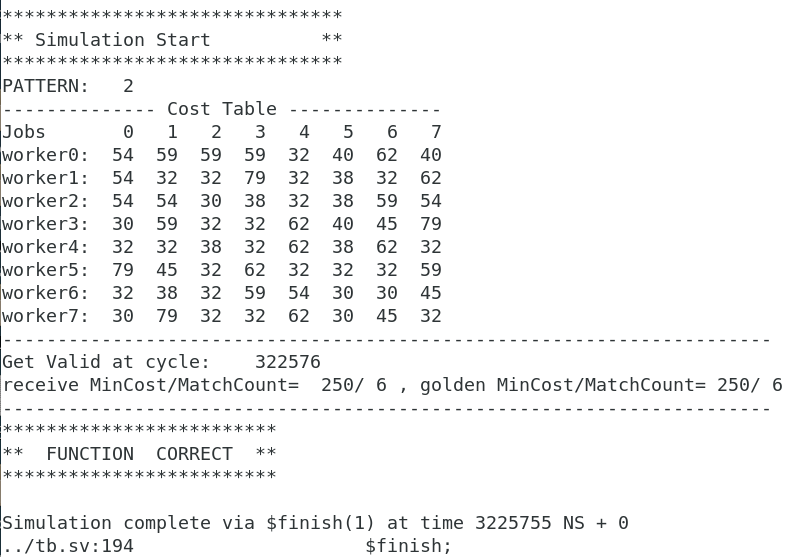 *******************************
** Simulation Start          **
*******************************
PATTERN:   2
-------------- Cost Table --------------
Jobs       0   1   2   3   4   5   6   7
worker0:  54  59  59  59  32  40  62  40
worker1:  54  32  32  79  32  38  32  62
worker2:  54  54  30  38  32  38  59  54
worker3:  30  59  32  32  62  40  45  79
worker4:  32  32  38  32  62  38  62  32
worker5:  79  45  32  62  32  32  32  59
worker6:  32  38  32  59  54  30  30  45
worker7:  30  79  32  32  62  30  45  32
----------------------------------------------------------------------
Get Valid at cycle:    322576
receive MinCost/MatchCount=  250/ 6 , golden MinCost/MatchCount= 250/ 6
----------------------------------------------------------------------
*************************
**  FUNCTION  CORRECT  **
*************************
Simulation complete via $finish(1) at time 3225755 NS + 0
../tb.sv:194                     $finish;